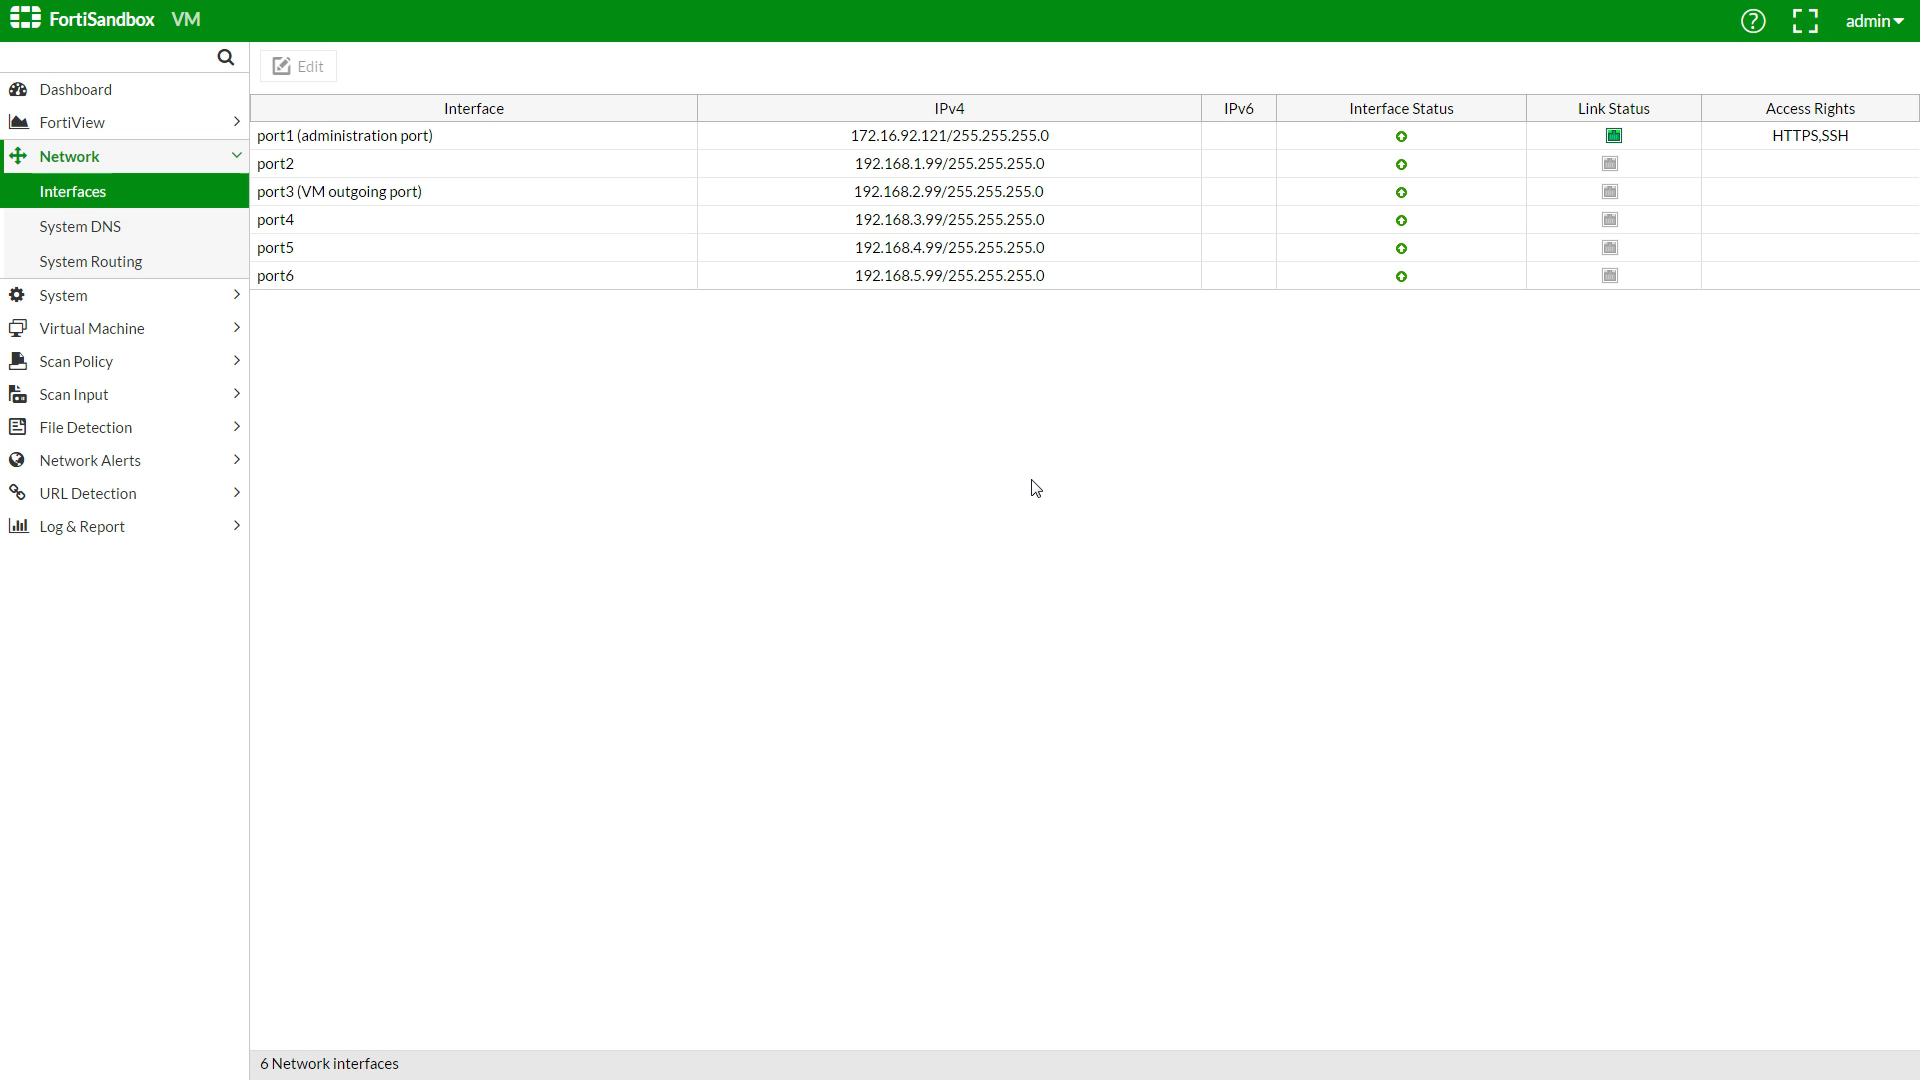 FortiSandbox VM
admin
Edit
Dashboard
FortiView
Network
Interfaces
System DNS
System Routing
System
Virtual Machine
Scan Policy
Scan Input
File Detection
Network Alerts
URL Detection
Log & Report
Interface IPv4 IPv6 Interface Status Link Status Access Rights
port1 (administration port) 172.16.92.121/255.255.255.0 HTTPS,SSH
port2 192.168.1.99/255.255.255.0
port3 (VM outgoing port) 192.168.2.99/255.255.255.0
port4 192.168.3.99/255.255.255.0
port5 192.168.4.99/255.255.255.0
port6 192.168.5.99/255.255.255.0
6 Network interfaces